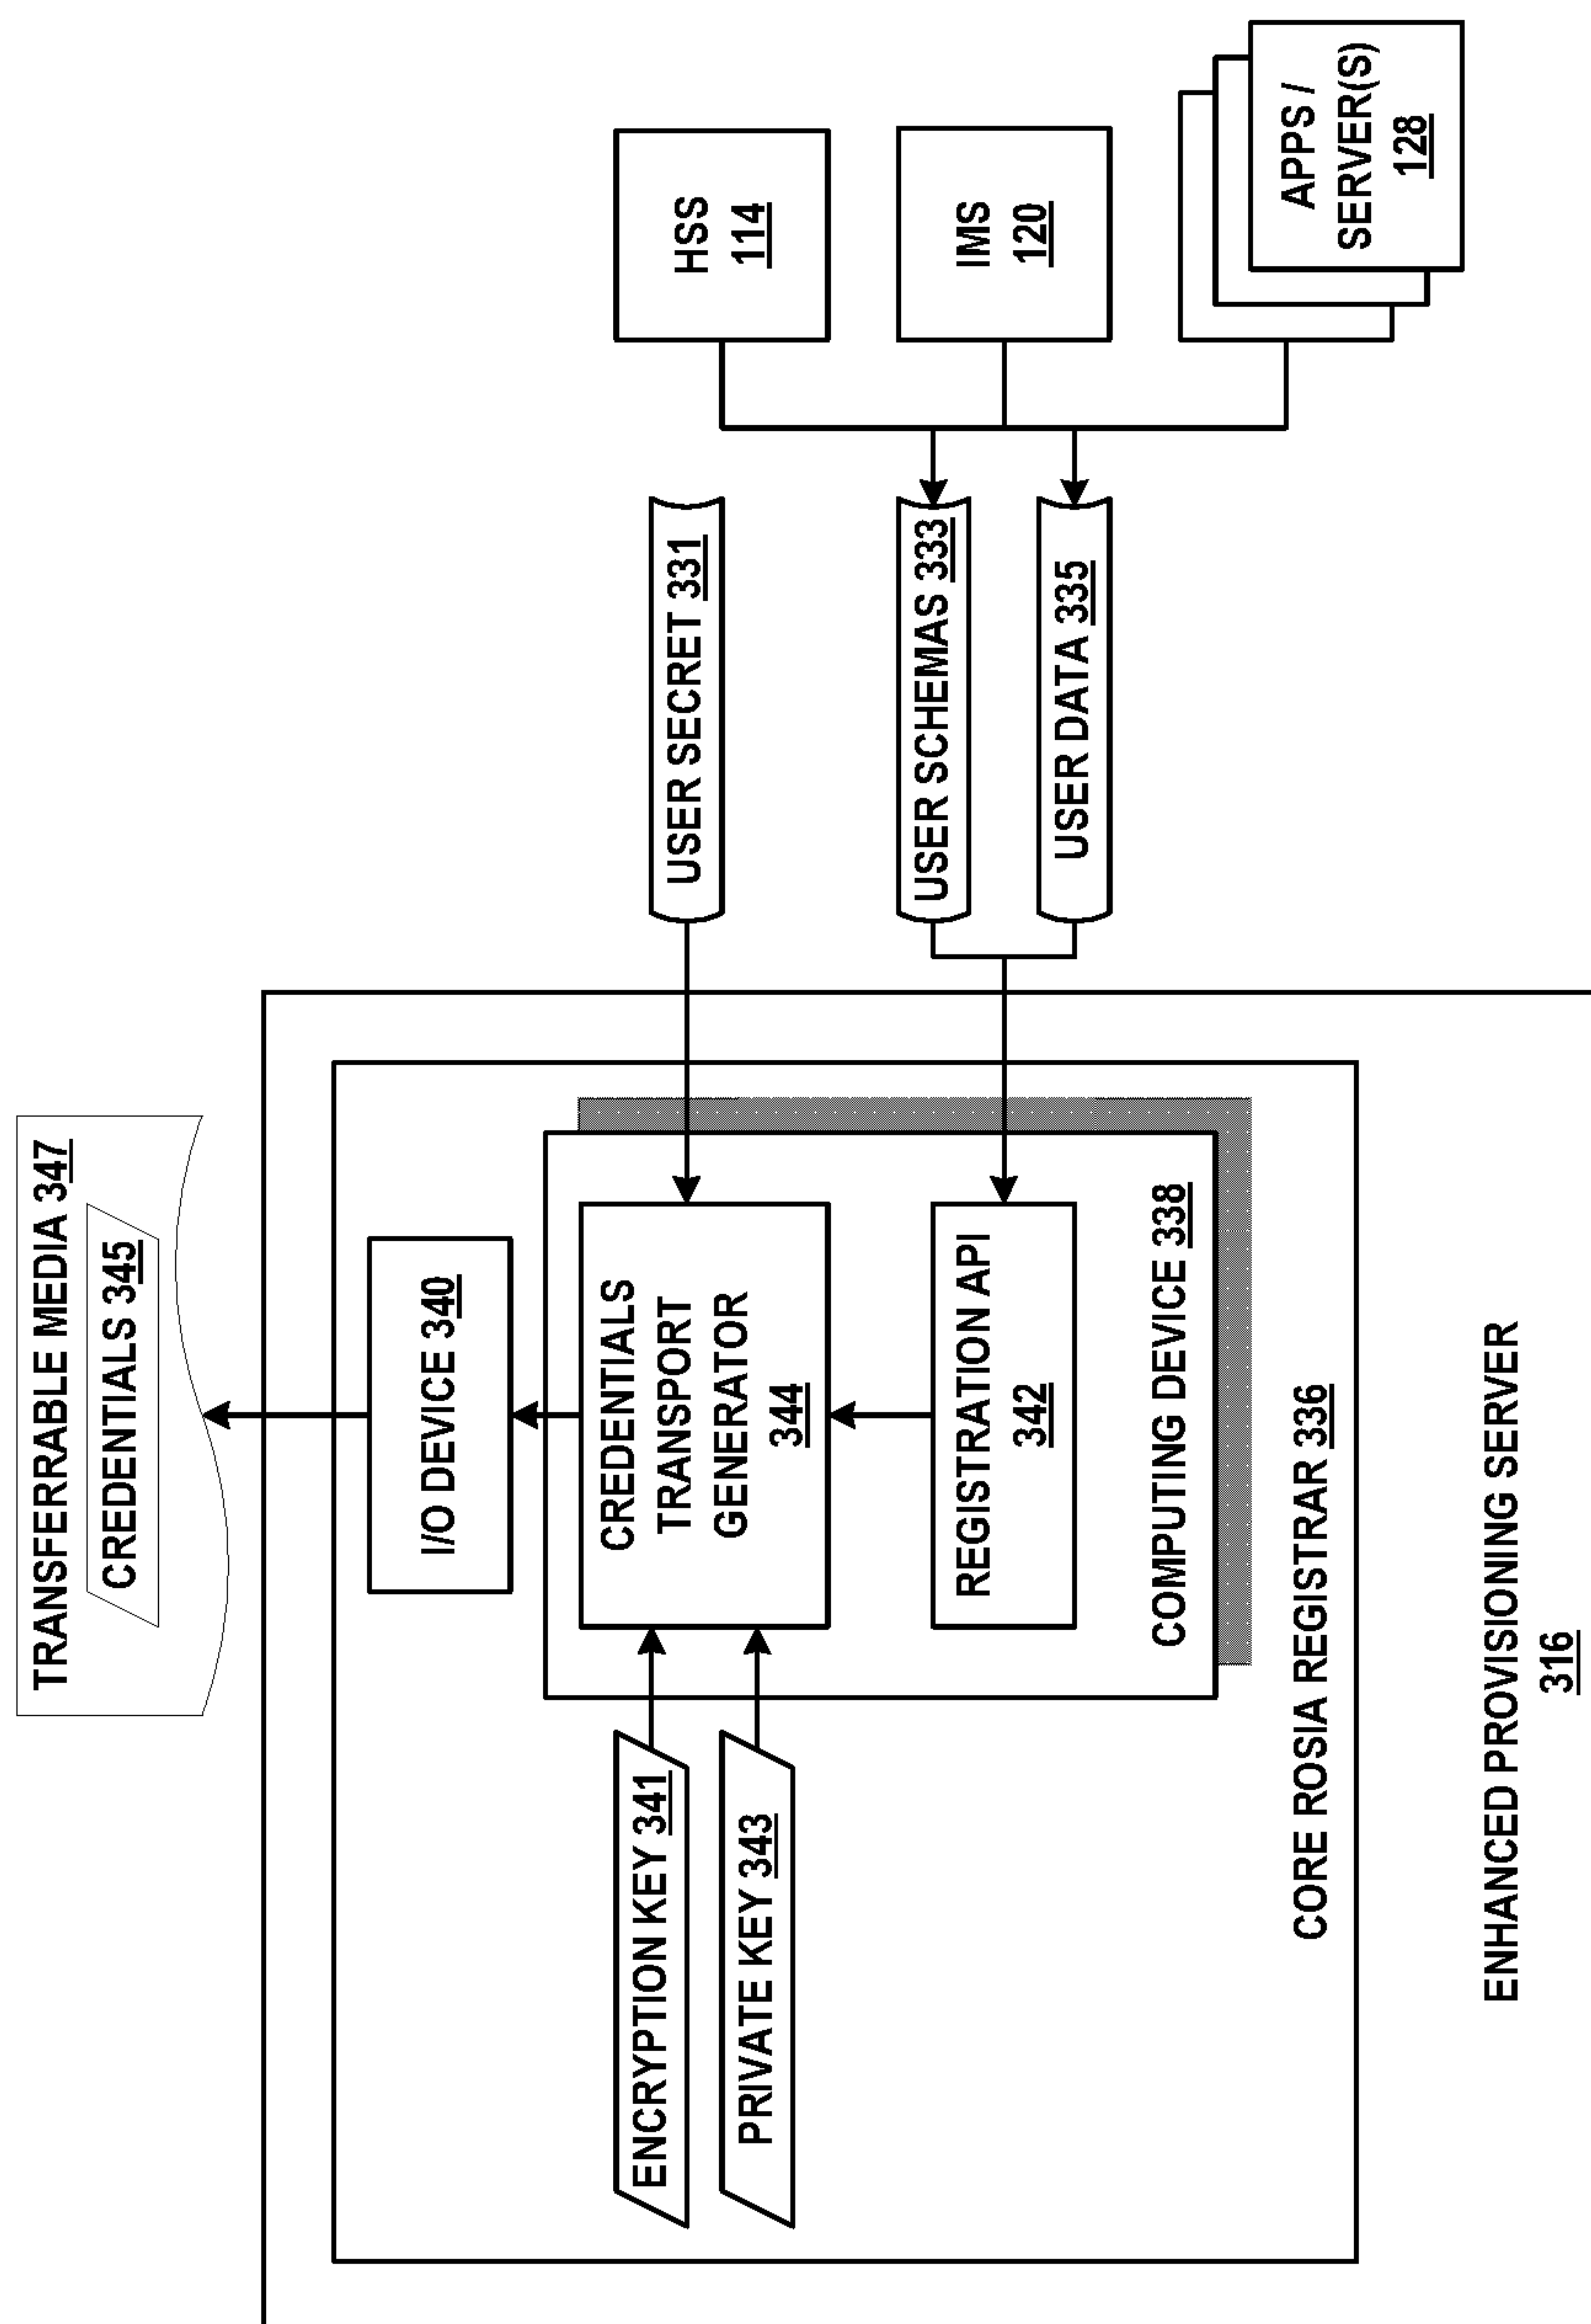 TRANSFERRABLE MEDIA 347
CREDENTIALS 345
I/O DEVICE 340
ENCRYPTION KEY 341
PRIVATE KEY 343
CREDENTIALS
TRANSPORT
GENERATOR
344
REGISTRATION API
342
COMPUTING DEVICE 338
CORE ROSIA REGISTRAR 336
ENHANCED PROVISIONING SERVER
316
USER SECRET 331
USER SCHEMAS 333
USER DATA 335
HSS
114
IMS
120
APPS /
SERVER(S)
128